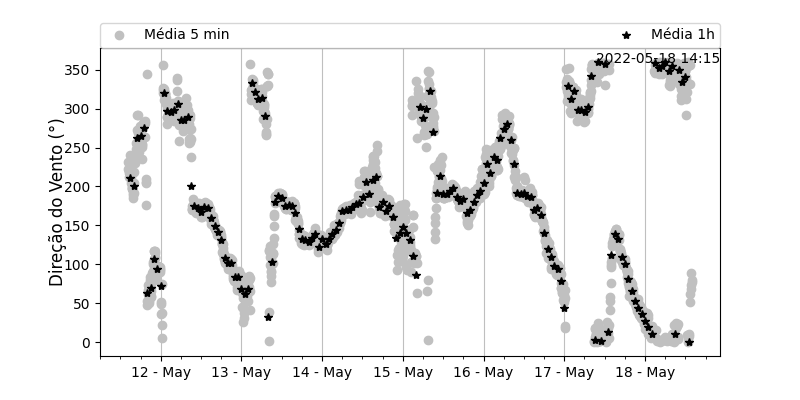 Média 5 min
Média 1h
2022-05-18 14:15
Direção do Vento (°)
350
300
250
200
150
100
50
0
12 - May
13 - May
14 - May
15 - May
16 - May
17 - May
18 - May